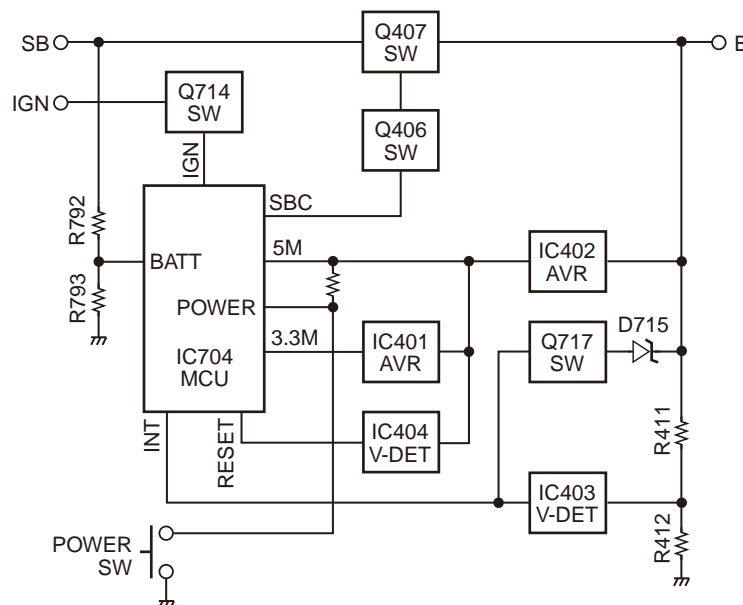 SB
Q407
SW
B
IGN
Q714
SW
Q406
SW
IGN
SBC
R792
5M
IC402
AVR
BATT
R793
POWER
D715
3.3M
IC401
AVR
Q717
SW
IC704
MCU
R411
INT
RESET
IC404
V-DET
IC403
V-DET
R412
POWER
SW